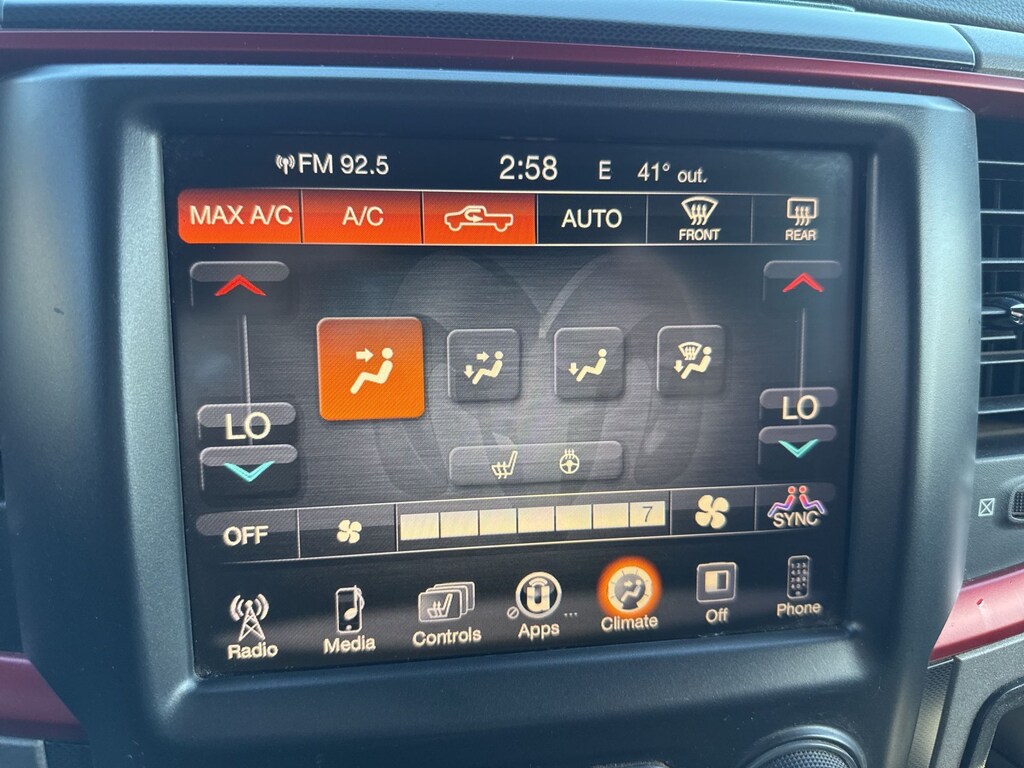 FM 92.5 2:58 E 41° out.
MAX A/C A/C AUTO FRONT REAR
LO LO
OFF 7 SYNC
Radio Media Controls Apps ... Climate Off Phone